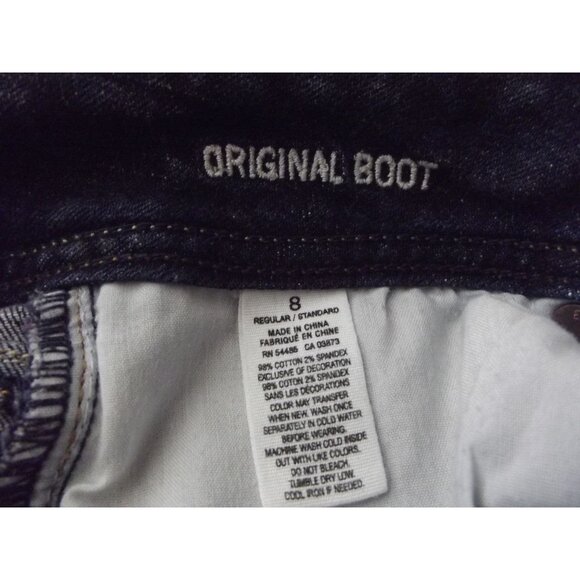 ORIGINAL BOOT
8
REGULAR / STANDARD
MADE IN CHINA
FABRIQUÉ EN CHINE
RN 54485 CA 03873
98% COTTON 2% SPANDEX
EXCLUSIVE OF DECORATION
98% COTON 2% SPANDEX
SANS LES DÉCORATIONS
COLOR MAY TRANSFER
WHEN NEW. WASH ONCE
SEPARATELY IN COLD WATER
BEFORE WEARING.
MACHINE WASH COLD INSIDE
OUT WITH LIKE COLORS.
DO NOT BLEACH.
TUMBLE DRY LOW.
COOL IRON IF NEEDED.